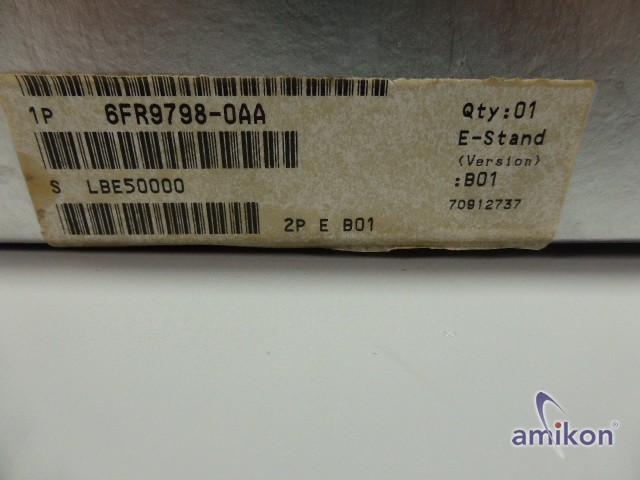 1P 6FR9798-0AA
Qty:01
E-Stand
(Version)
:B01
S LBE50000
70912737
2P E B01
amikon®